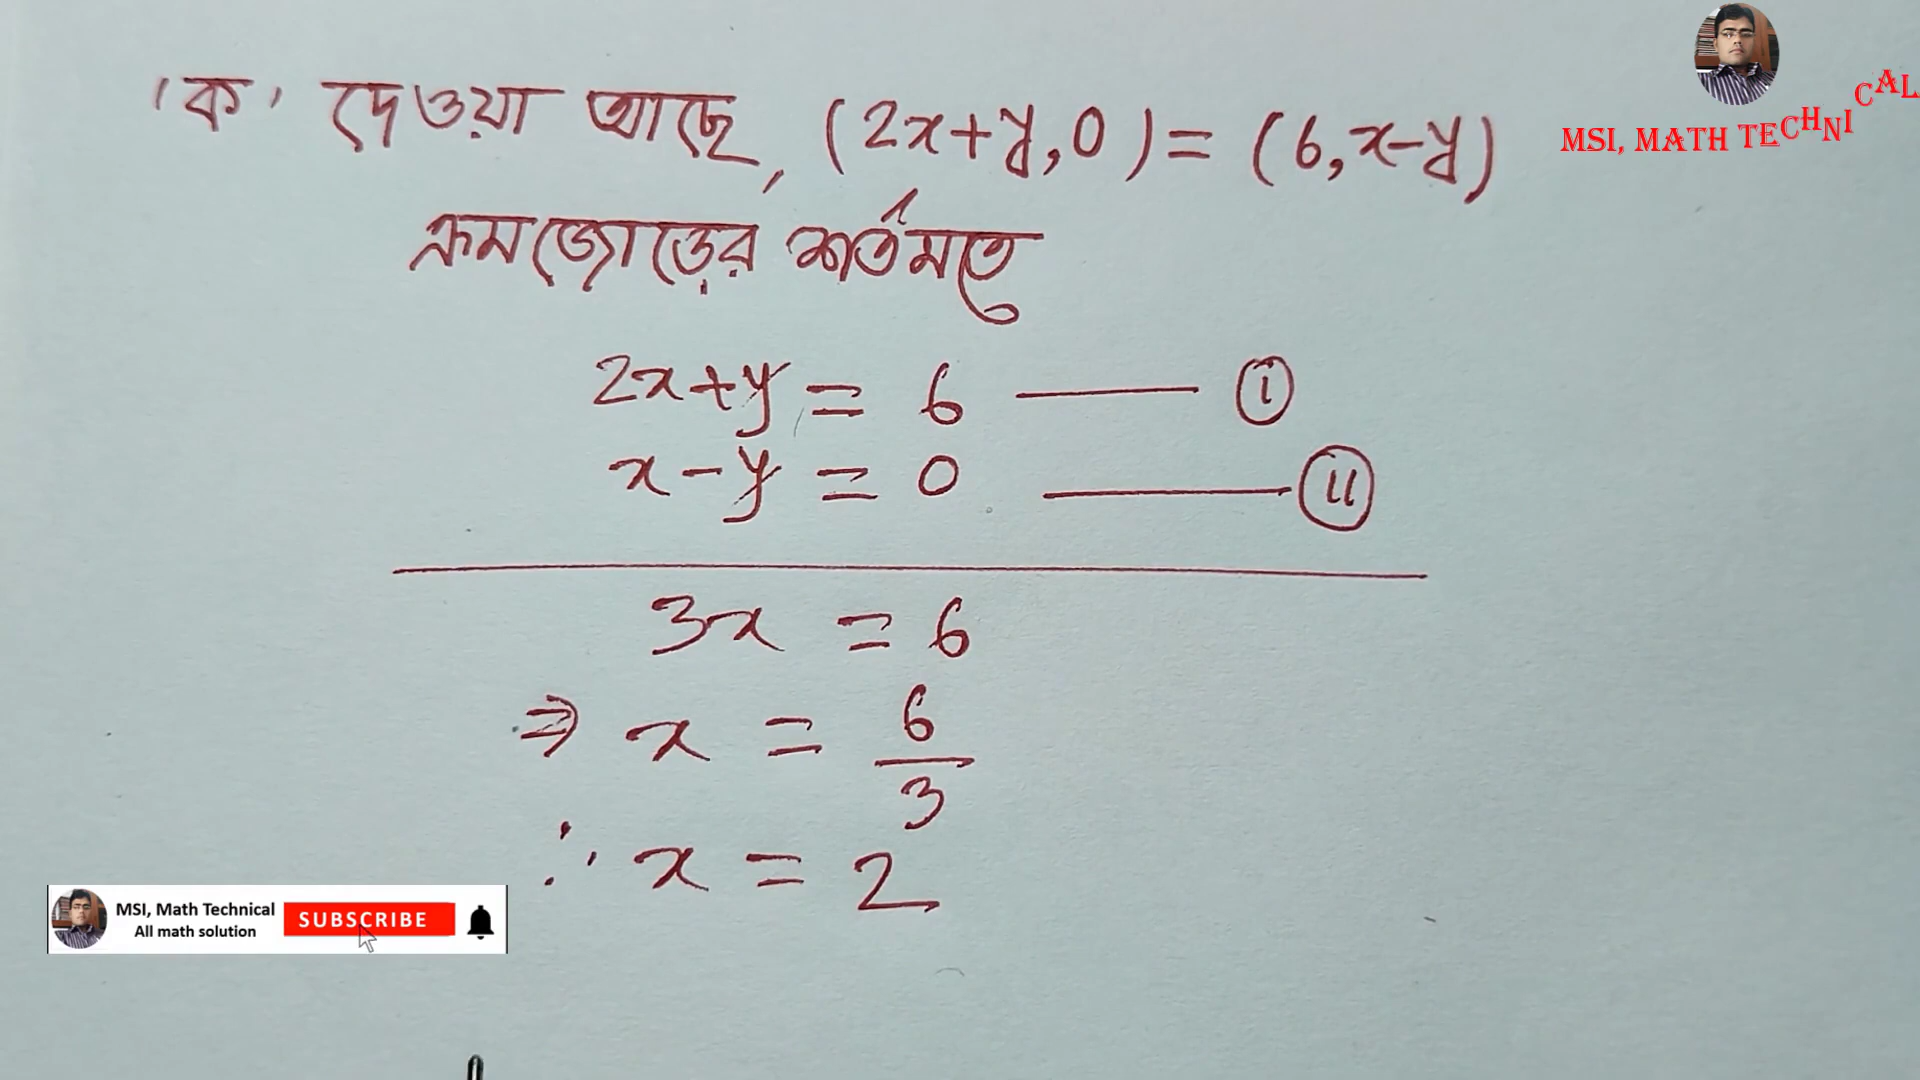 'ক' দেওয়া আছে, (2x+y,0)=(6,x-y)
MSI, MATH TECHNICAL
ক্রমজোড়ের শর্তমতে
2x+y = 6 —— (i)
x-y = 0 —— (ii)
3x = 6
⇒ x = 6/3
∴ x = 2
MSI, Math Technical
All math solution
SUBSCRIBE